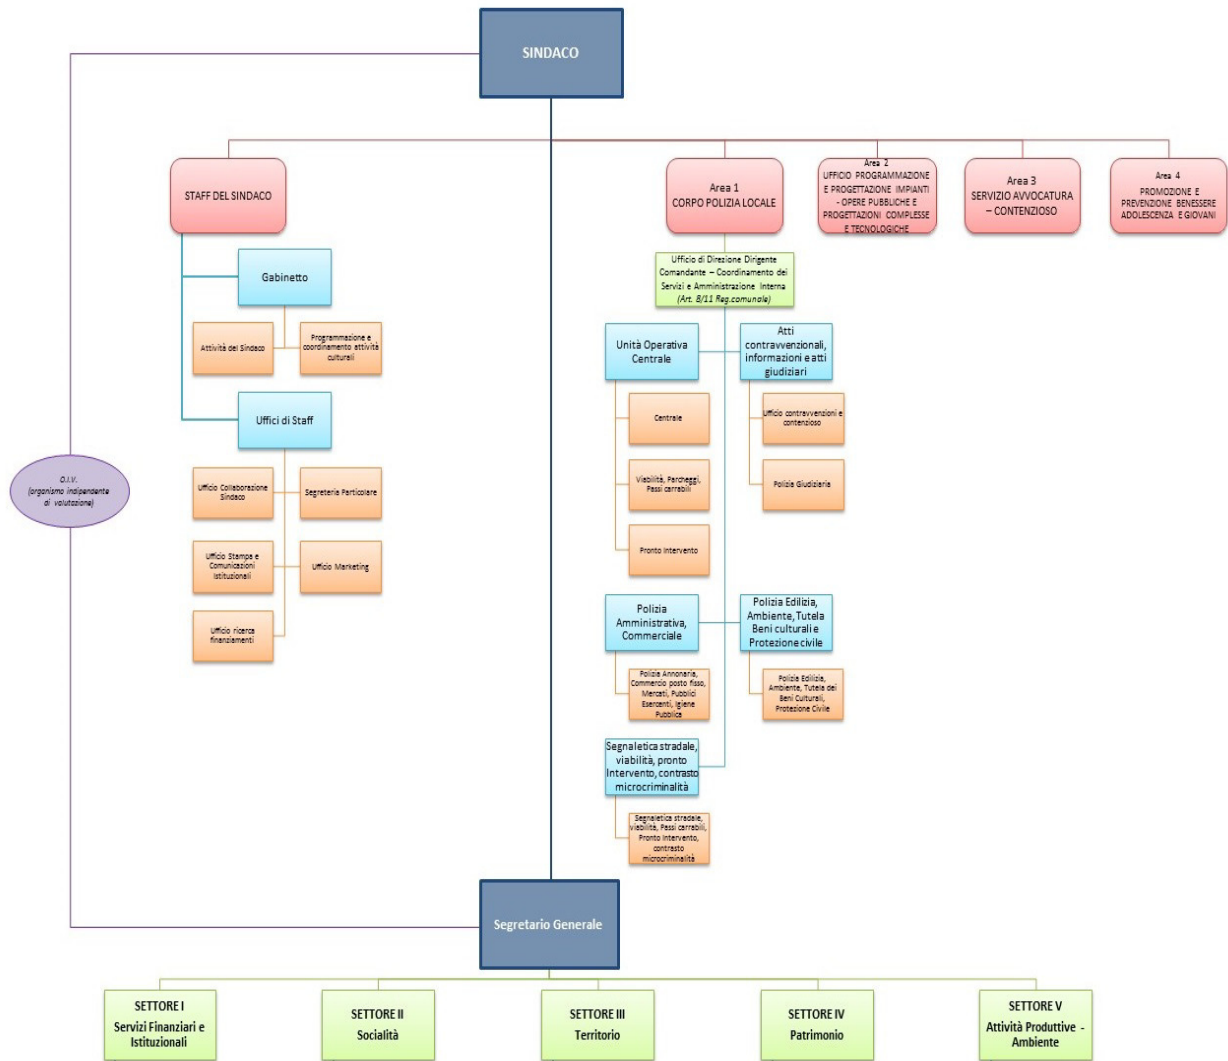 SINDACO
STAFF DEL SINDACO
Area 1
CORPO POLIZIA LOCALE
Area 2
UFFICIO PROGRAMMAZIONE
E PROGETTAZIONE IMPIANTI
- OPERE PUBBLICHE E
PROGETTAZIONI COMPLESSE
E TECNOLOGICHE
Area 3
SERVIZIO AVVOCATURA
– CONTENZIOSO
Area 4
PROMOZIONE E
PREVENZIONE BENESSERE
ADOLESCENZA E GIOVANI
Gabinetto
Attività del Sindaco
Programmazione e
coordinamento attività
culturali
Uffici di Staff
Ufficio Collaborazione
Sindaco
Segreteria Particolare
Ufficio Stampa e
Comunicazioni
Istituzionali
Ufficio Marketing
Ufficio ricerca
finanziamenti
O.I.V.
(organismo indipendente
di valutazione)
Ufficio di Direzione Dirigente
Comandante – Coordinamento dei
Servizi e Amministrazione Interna
(Art. 8/11 Reg.comunale)
Unità Operativa
Centrale
Atti
contravvenzionali,
informazioni e atti
giudiziari
Centrale
Viabilità, Parcheggi,
Passi carrabili
Pronto Intervento
Ufficio contravvenzioni e
contenzioso
Polizia Giudiziaria
Polizia
Amministrativa,
Commerciale
Polizia Edilizia,
Ambiente, Tutela
Beni culturali e
Protezione civile
Polizia Annonaria,
Commercio posto fisso,
Mercati, Pubblici
Esercenti, Igiene
Pubblica
Polizia Edilizia,
Ambiente, Tutela dei
Beni Culturali,
Protezione Civile
Segnaletica stradale,
viabilità, pronto
Intervento, contrasto
microcriminalità
Segnaletica stradale,
viabilità, Passi carrabili,
Pronto Intervento,
contrasto
microcriminalità
Segretario Generale
SETTORE I
Servizi Finanziari e
Istituzionali
SETTORE II
Socialità
SETTORE III
Territorio
SETTORE IV
Patrimonio
SETTORE V
Attività Produttive -
Ambiente